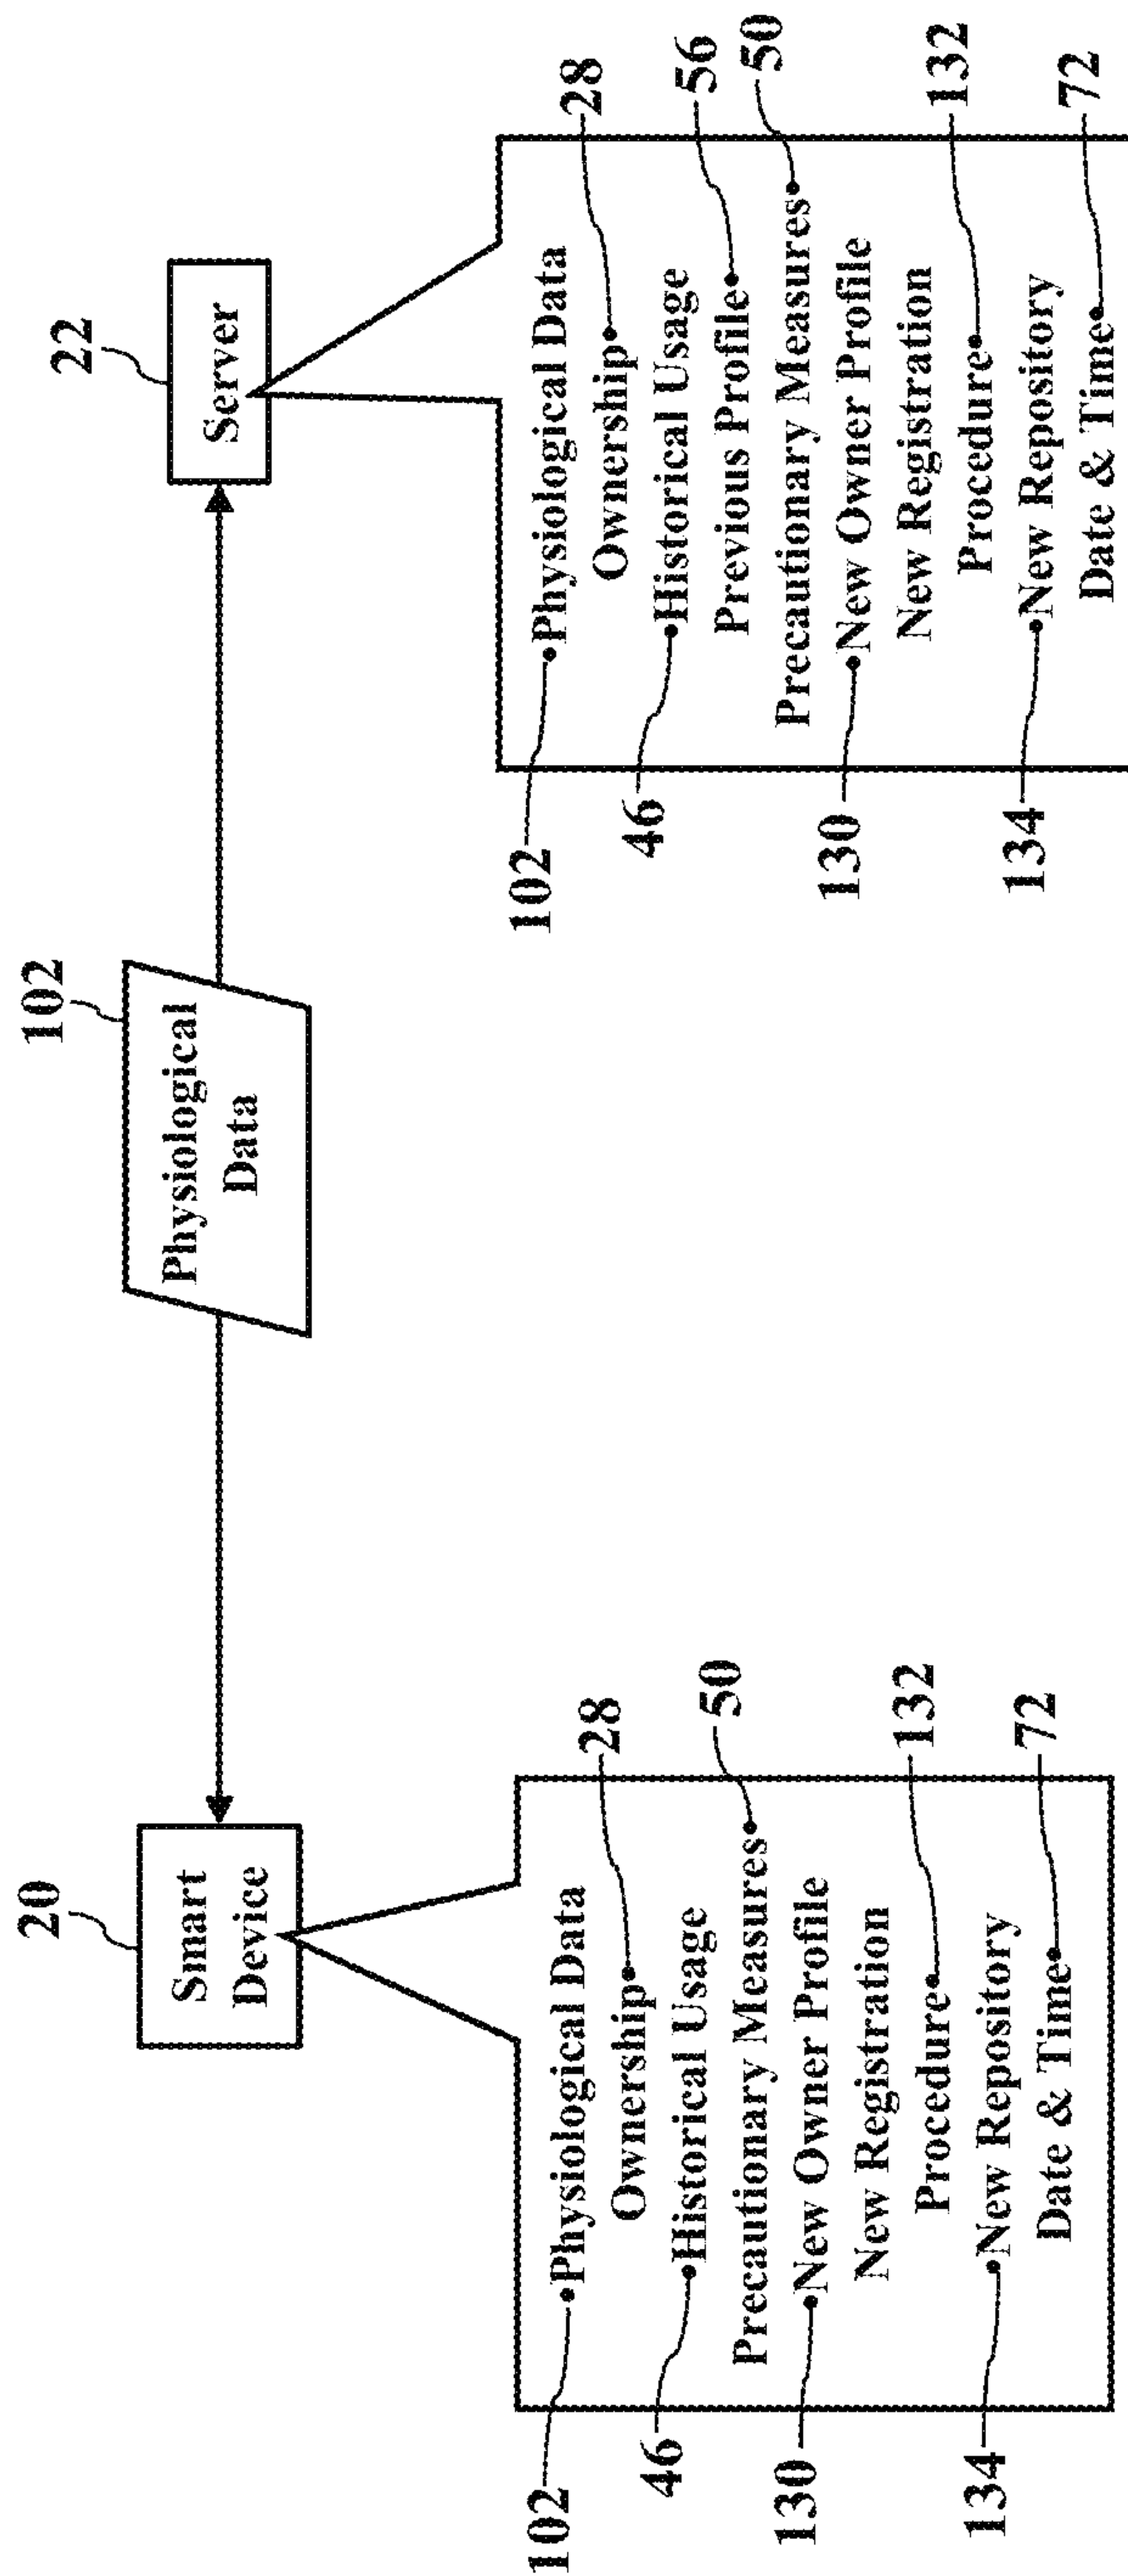 20
Smart
Device
102
Physiological
Data
22
Server
102
Physiological Data
Ownership
28
46
Historical Usage
Precautionary Measures
50
130
New Owner Profile
New Registration
Procedure
132
134
New Repository
Date & Time
72
102
Physiological Data
Ownership
28
46
Historical Usage
Previous Profile
56
Precautionary Measures
50
130
New Owner Profile
New Registration
Procedure
132
134
New Repository
Date & Time
72